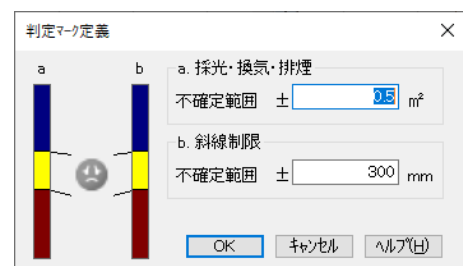 判定ﾏｰｸ定義
a b
a. 採光・換気・排煙
不確定範囲 ± 0.5 m²
b. 斜線制限
不確定範囲 ± 300 mm
OK ｷｬﾝｾﾙ ﾍﾙﾌﾟ(H)